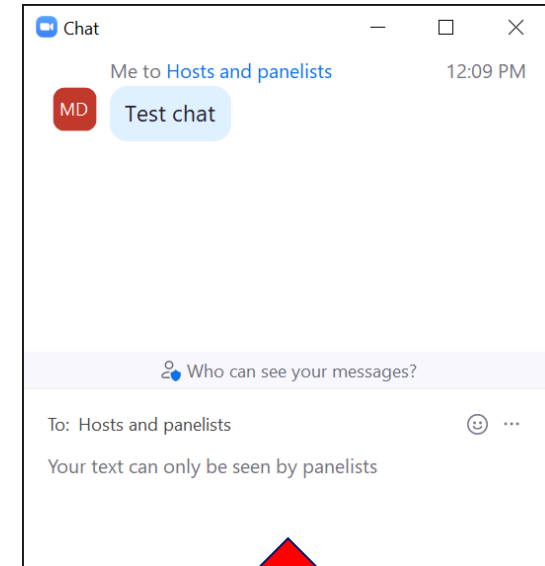 Chat
Me to Hosts and panelists 12:09 PM
MD
Test chat
Who can see your messages?
To: Hosts and panelists
Your text can only be seen by panelists